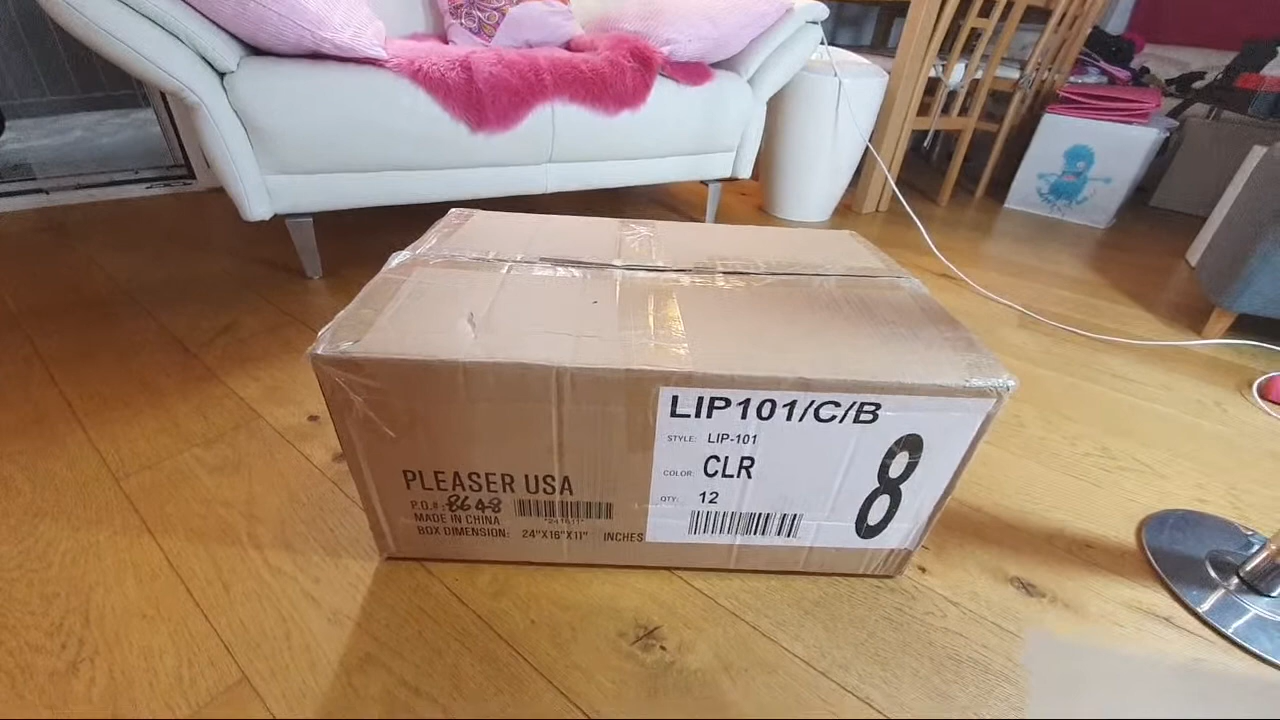 PLEASER USA
P.O.#: 8648
MADE IN CHINA
BOX DIMENSION: 24"X16"X11" INCHES
LIP101/C/B
STYLE: LIP-101
COLOR: CLR
QTY: 12
8